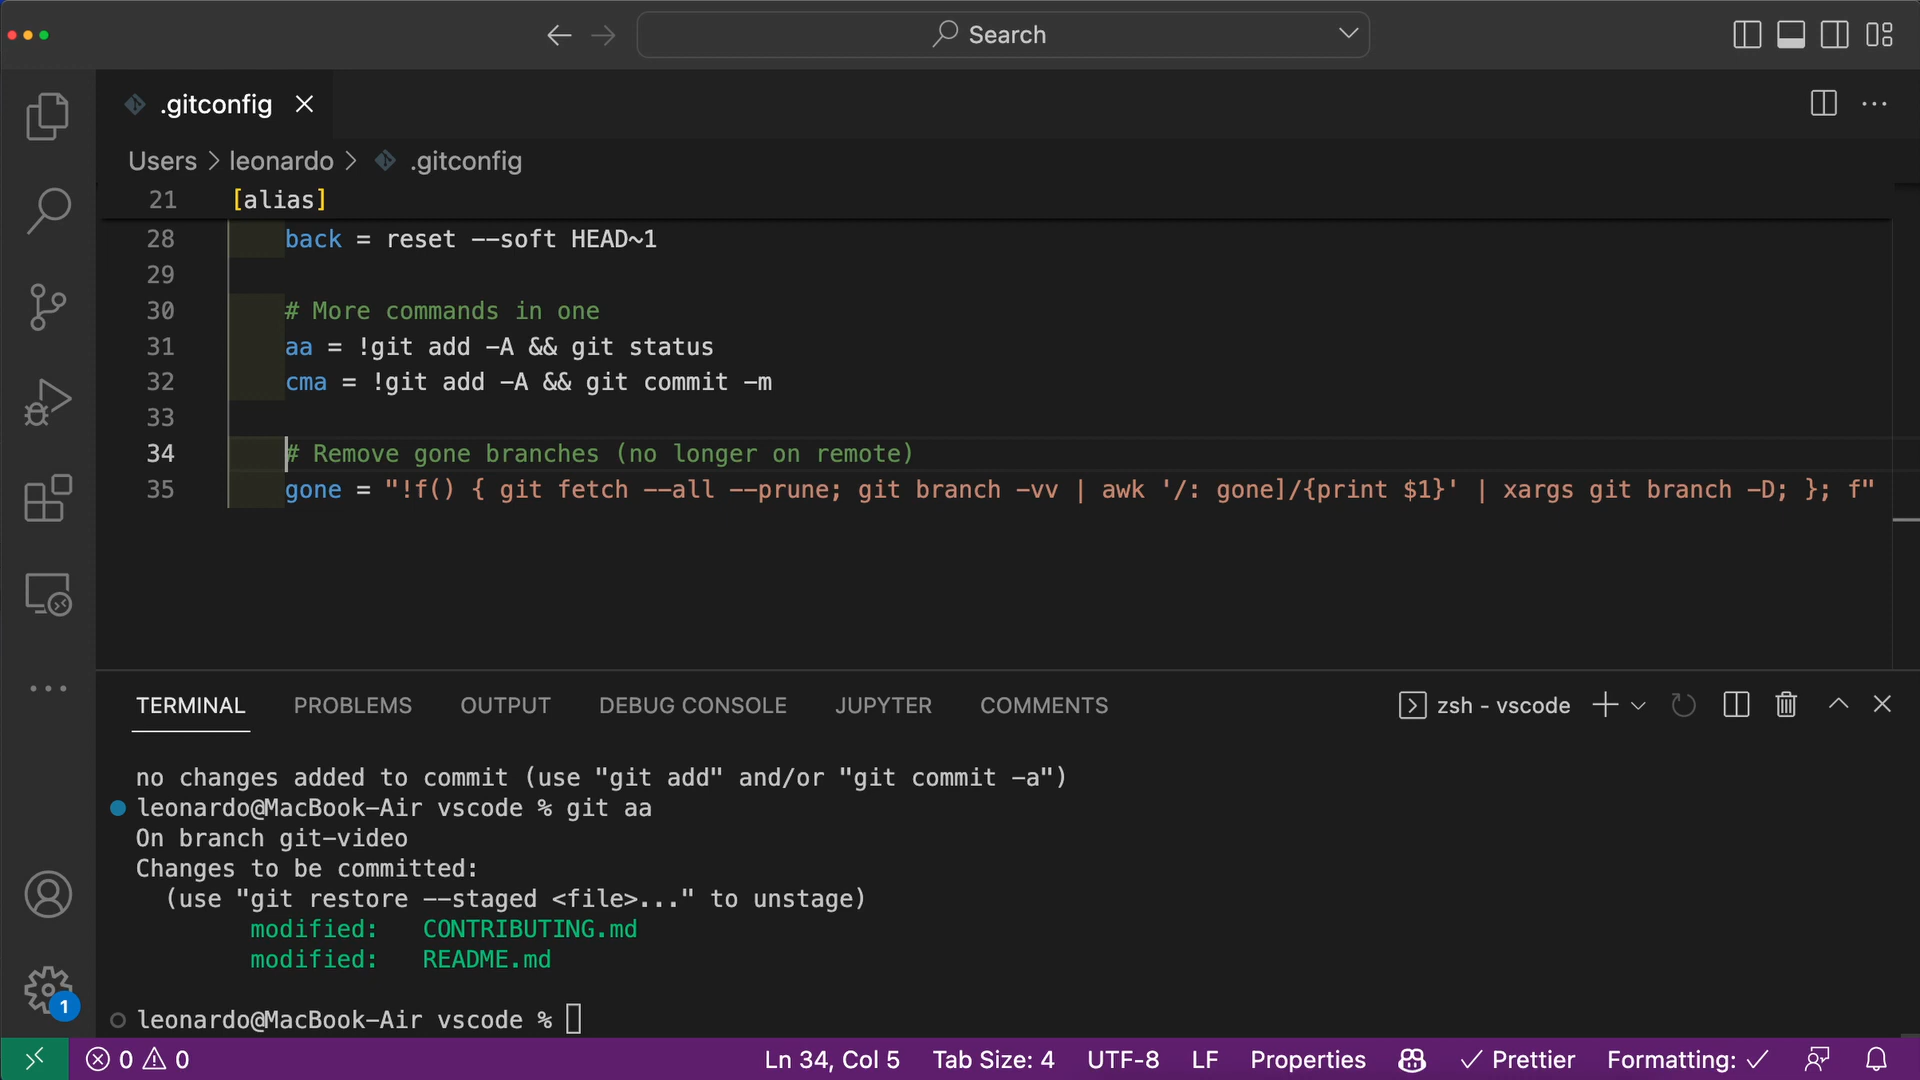 Search
.gitconfig
Users > leonardo > .gitconfig
21 [alias]
28 back = reset --soft HEAD~1
29
30 # More commands in one
31 aa = !git add -A && git status
32 cma = !git add -A && git commit -m
33
34 # Remove gone branches (no longer on remote)
35 gone = "!f() { git fetch --all --prune; git branch -vv | awk '/: gone]/{print $1}' | xargs git branch -D; }; f"
TERMINAL PROBLEMS OUTPUT DEBUG CONSOLE JUPYTER COMMENTS zsh - vscode
no changes added to commit (use "git add" and/or "git commit -a")
leonardo@MacBook-Air vscode % git aa
On branch git-video
Changes to be committed:
(use "git restore --staged <file>..." to unstage)
modified: CONTRIBUTING.md
modified: README.md
1
leonardo@MacBook-Air vscode %
0 0 Ln 34, Col 5 Tab Size: 4 UTF-8 LF Properties Prettier Formatting: ✓